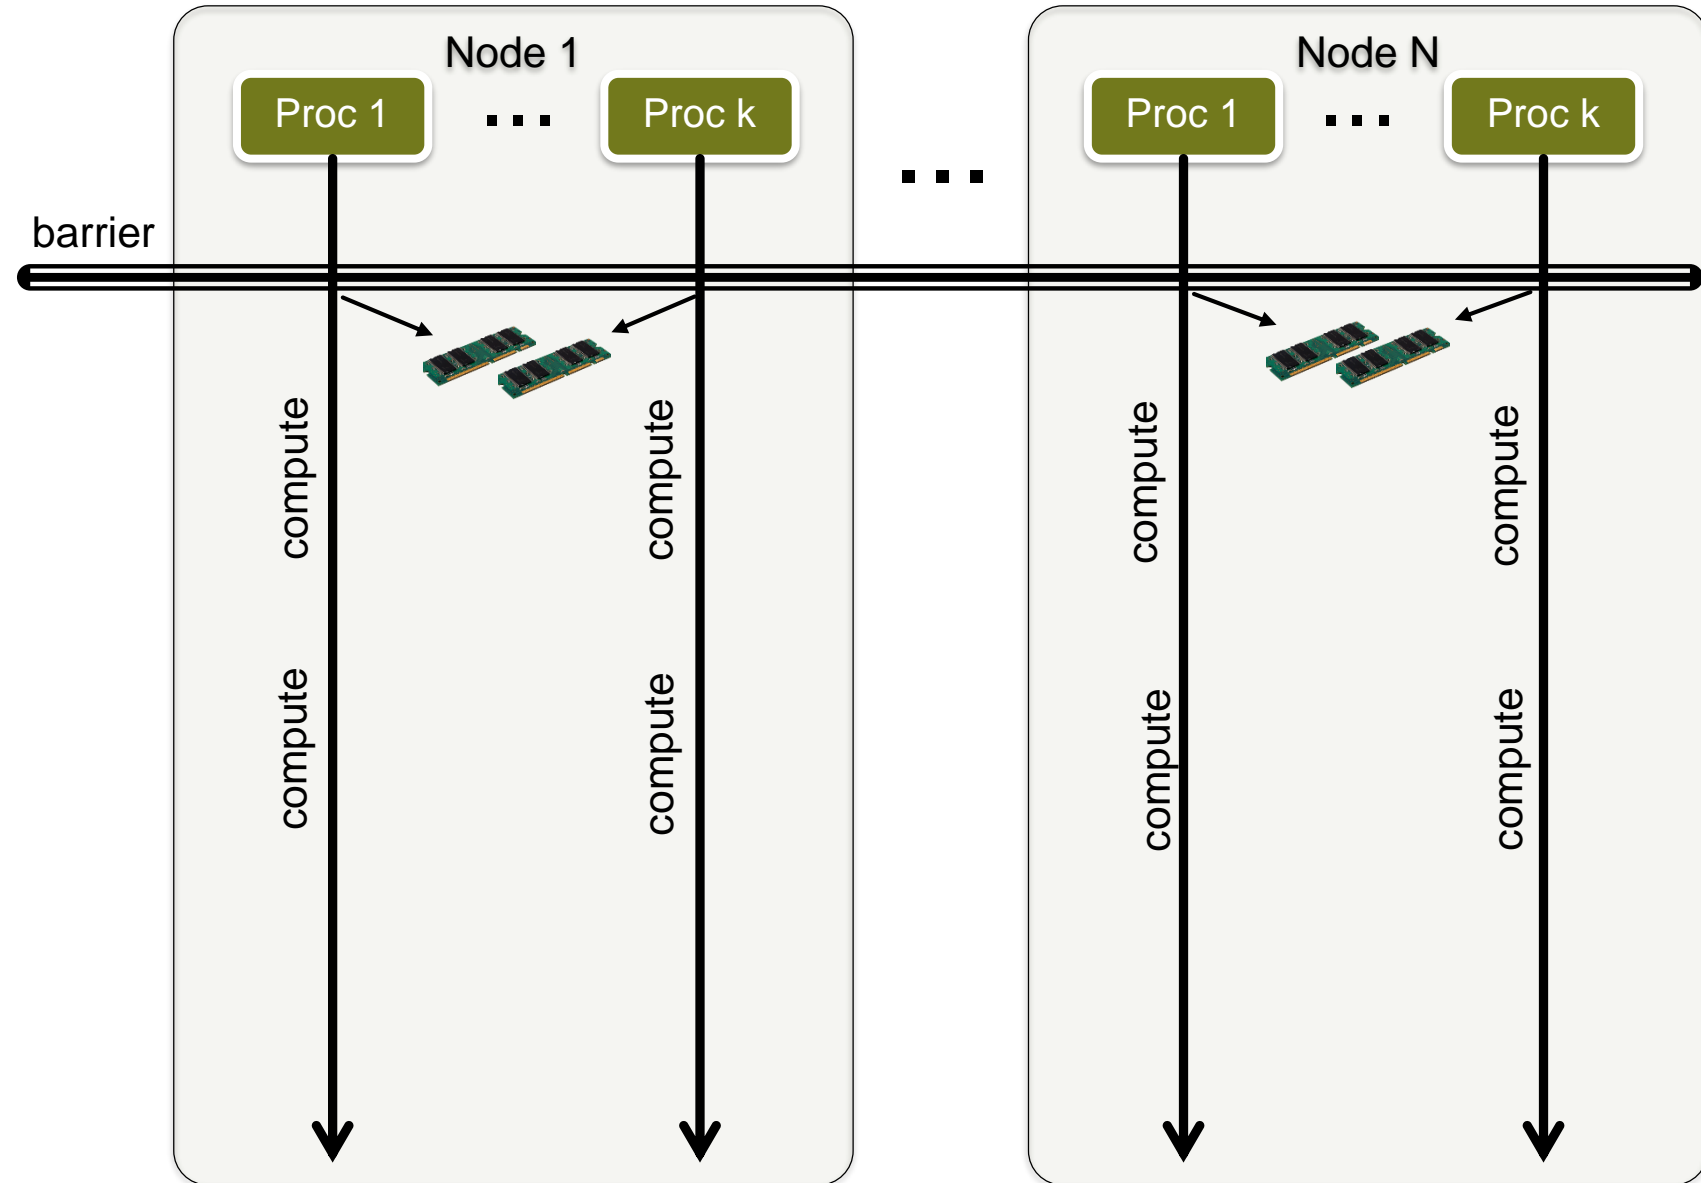 Node 1
Node N
Proc 1
...
Proc k
...
Proc 1
...
Proc k
barrier
compute
compute
compute
compute
compute
compute
compute
compute